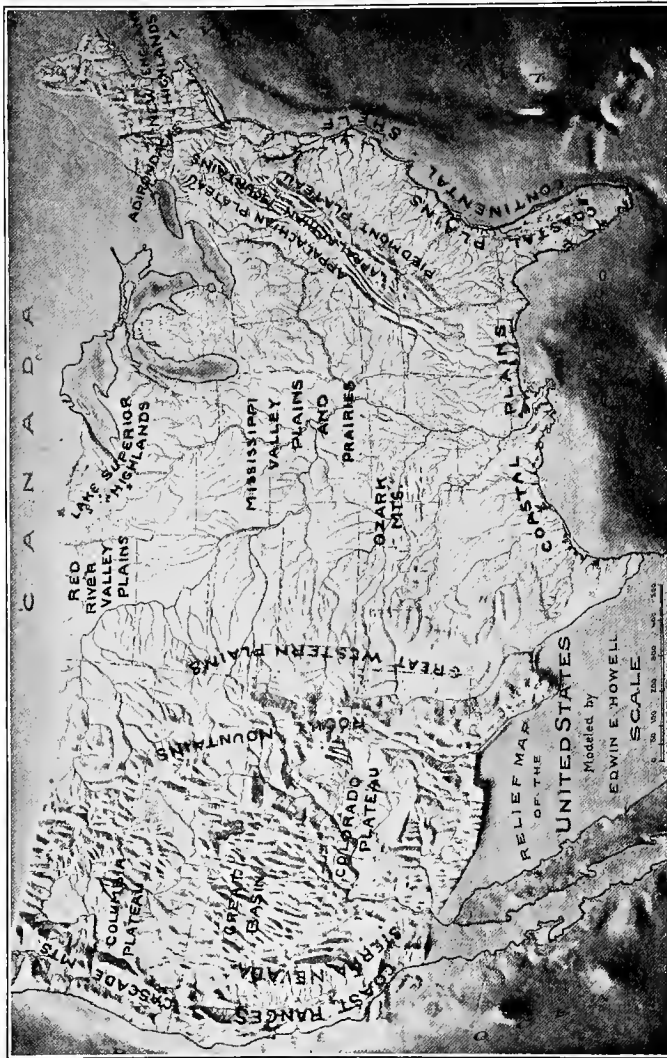 CANADA
CASCADE MTS.
COLUMBIA
PLATEAU
GREAT
BASIN
SIERRA NEVADA
COAST RANGES
COLORADO
PLATEAU
ROCKY MOUNTAINS
GREAT WESTERN PLAINS
RED
RIVER
VALLEY
PLAINS
LAKE SUPERIOR
HIGHLANDS
MISSISSIPPI
VALLEY
PLAINS
AND
PRAIRIES
OZARK
MTS.
ADIRONDACKS
NEW ENGLAND
HIGHLANDS
APPALACHIAN PLATEAU
APPALACHIAN MOUNTAINS
PIEDMONT PLATEAU
COASTAL PLAINS
COASTAL PLAINS
CONTINENTAL SHELF
RELIEF MAP
OF THE
UNITED STATES
Modeled by
EDWIN E. HOWELL
SCALE